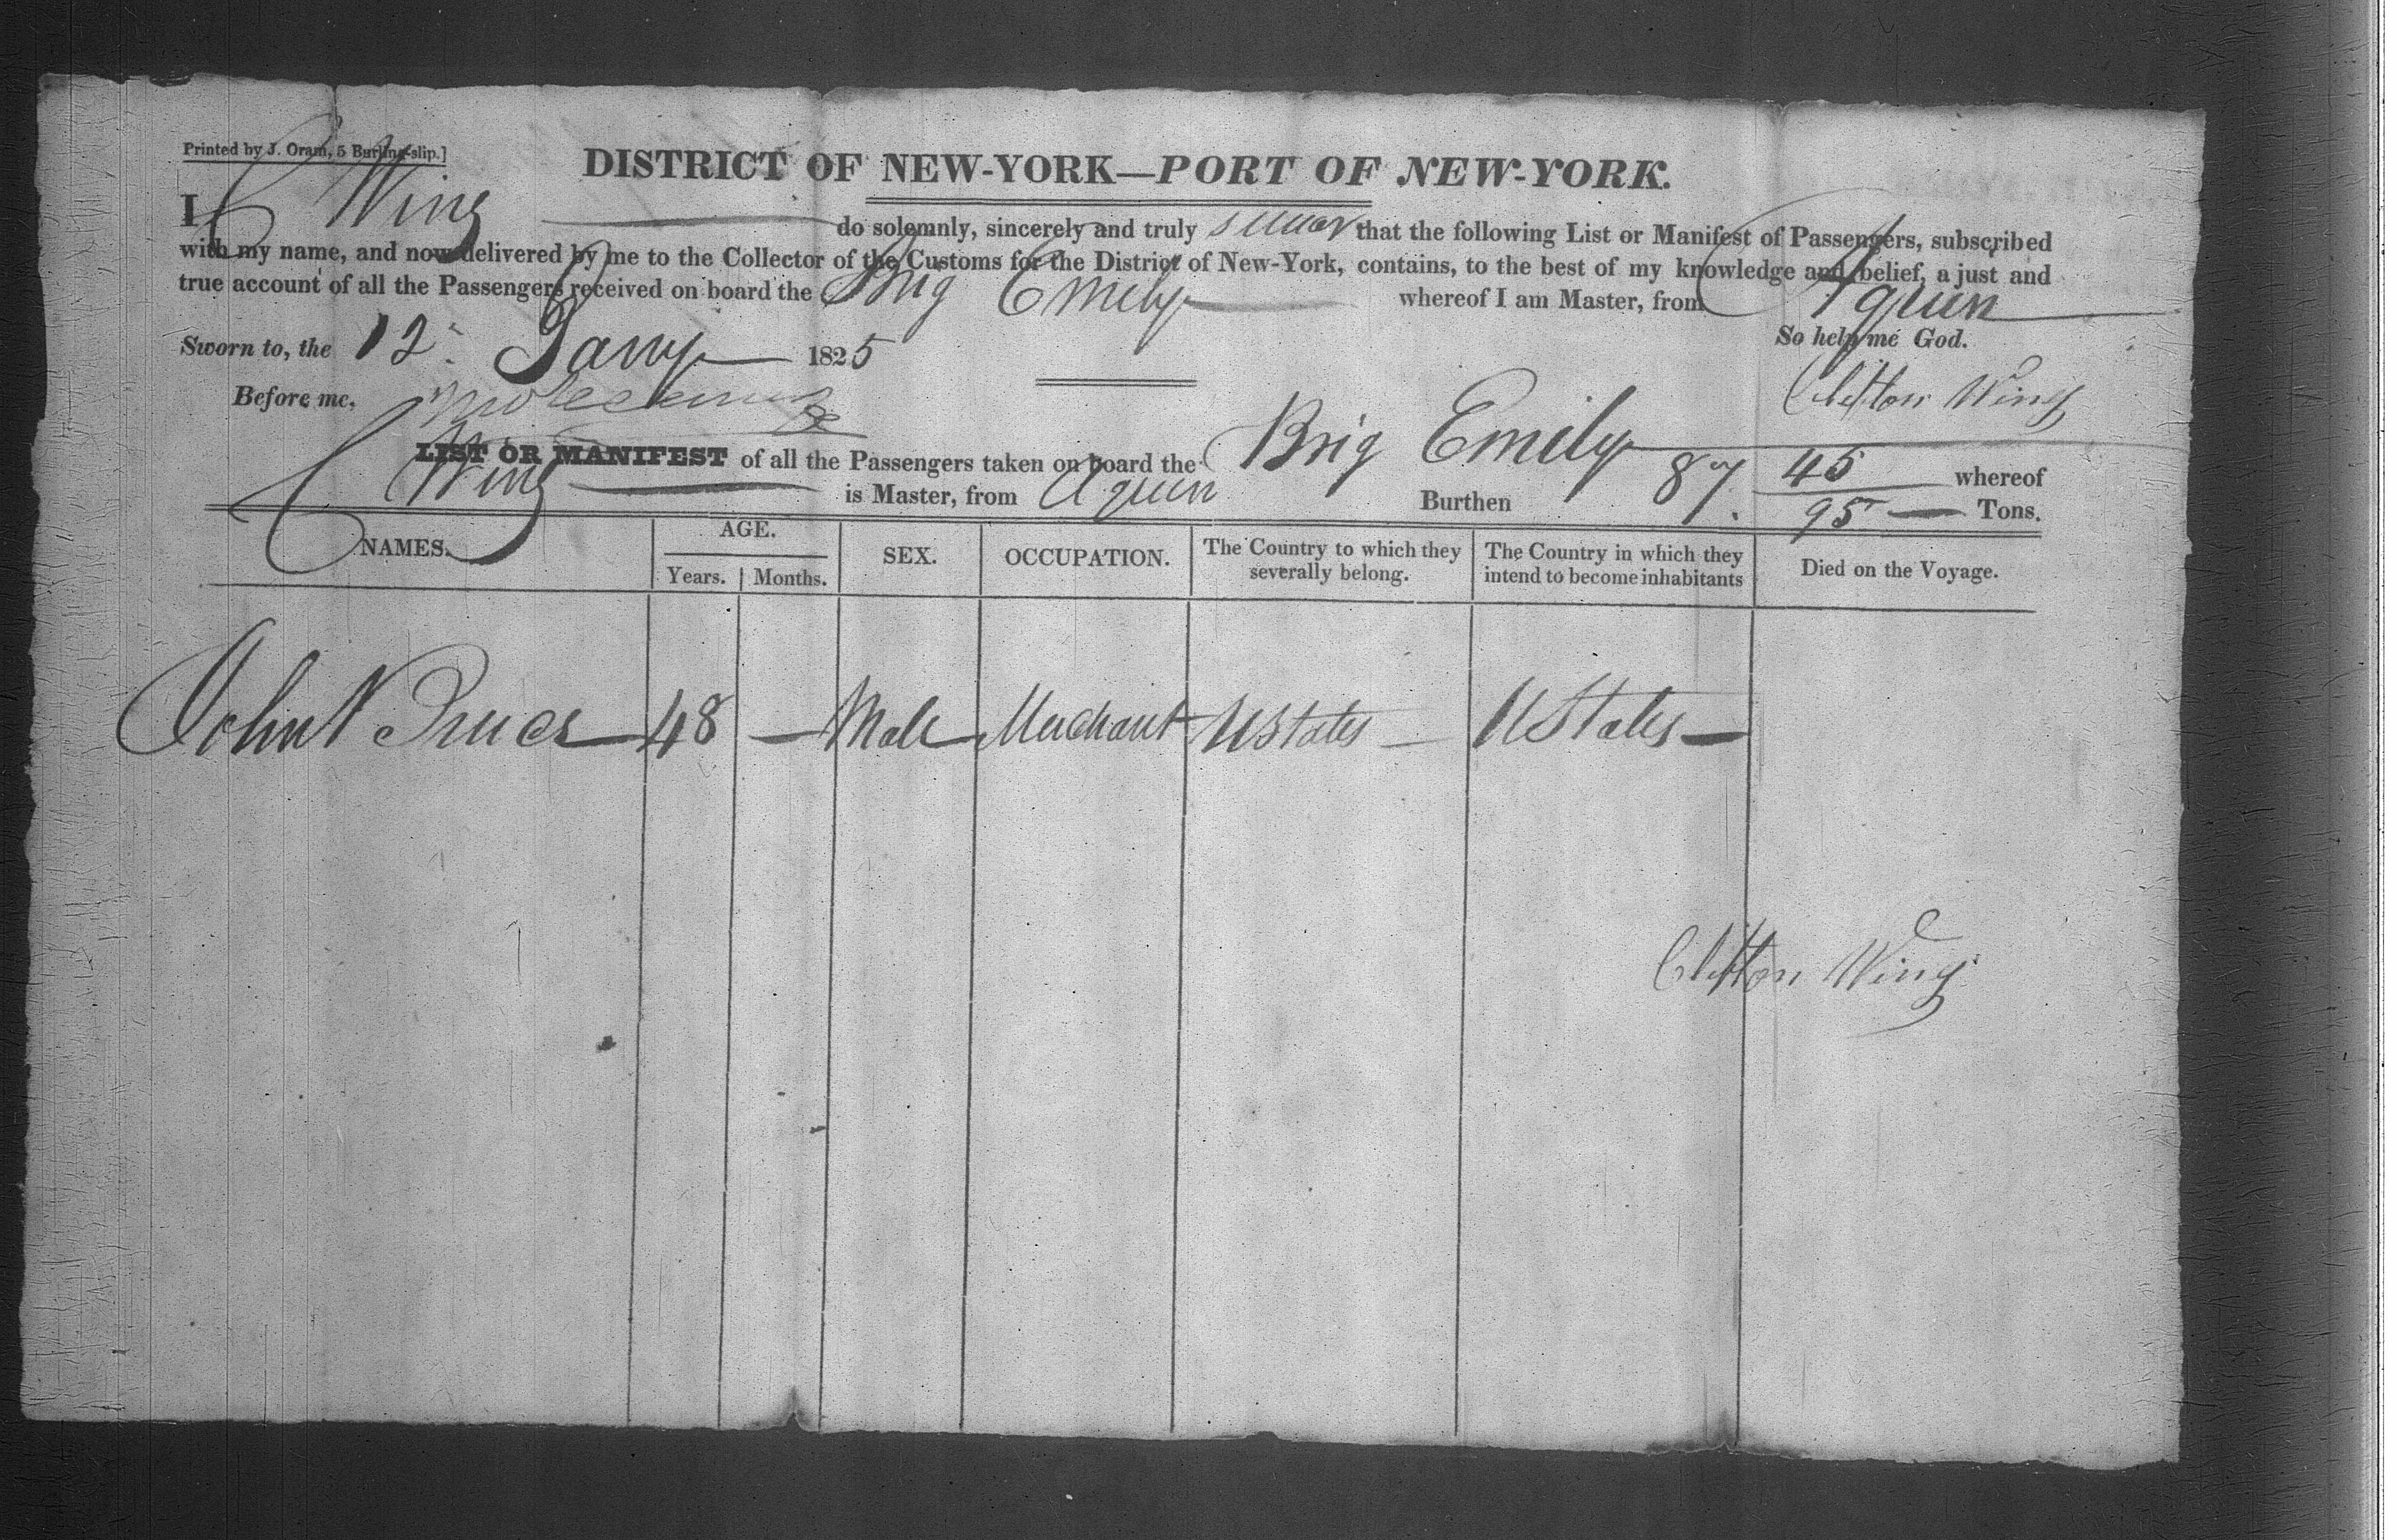 Printed by J. Oram, 5 Burling-slip.]
DISTRICT OF NEW-YORK—PORT OF NEW-YORK.
I C Wing do solemnly, sincerely and truly swear that the following List or Manifest of Passengers, subscribed
with my name, and now delivered by me to the Collector of the Customs for the District of New-York, contains, to the best of my knowledge and belief, a just and
true account of all the Passengers received on board the Brig Emily whereof I am Master, from Aquin
Sworn to, the 12 Jany 1825 So help me God.
Before me, Clifton Wing
LIST OR MANIFEST of all the Passengers taken on board the Brig Emily 87. 45 whereof
C Wing is Master, from Aquin Burthen 95 Tons.
NAMES. AGE. SEX. OCCUPATION. The Country to which they severally belong. The Country in which they intend to become inhabitants Died on the Voyage.
Years. Months.
John 48 — Male Merchant UStates — UStates —
Clifton Wing